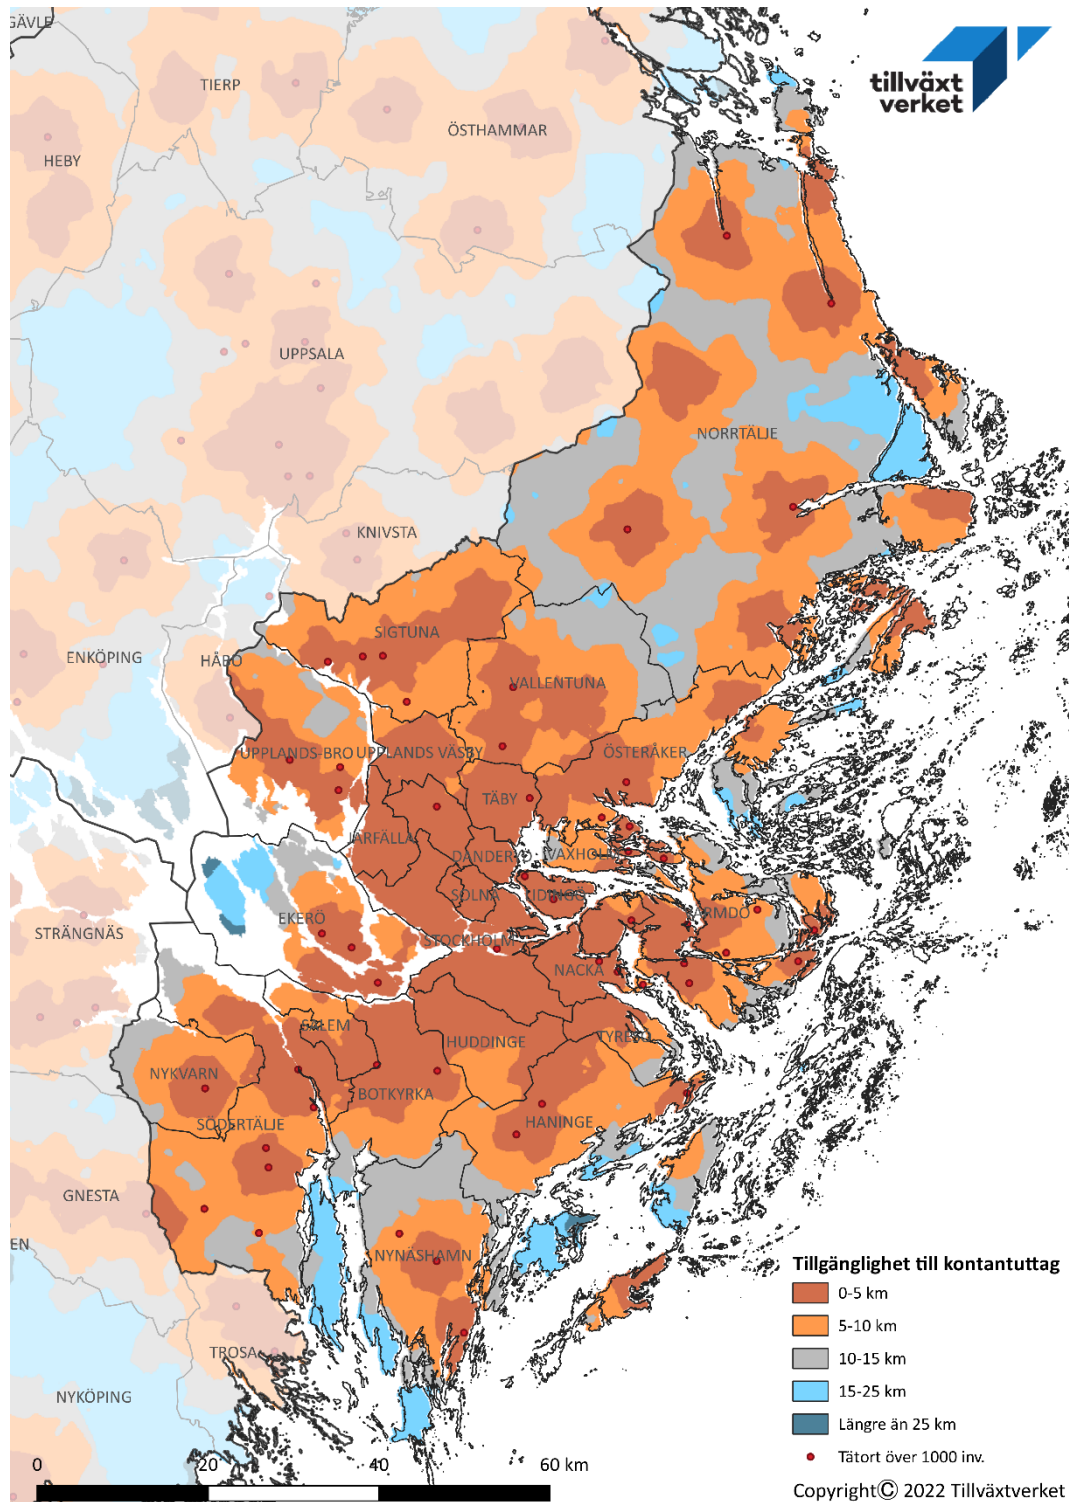 GÄVLE
tillväxt
verket
TIERP
ÖSTHAMMAR
HEBY
UPPSALA
NORRTÄLJE
KNIVSTA
SIGTUNA
ENKÖPING
HÅBO
VALLENTUNA
UPPLANDS-BRO
UPPLANDS VÄSBY
ÖSTERÅKER
TÄBY
JÄRFÄLLA
DANDERYD
VAXHOLM
SOLNA
LIDINGÖ
EKERÖ
VÄRMDÖ
STRÄNGNÄS
STOCKHOLM
NACKA
SALEM
HUDDINGE
TYRESÖ
NYKVARN
BOTKYRKA
SÖDERTÄLJE
HANINGE
GNESTA
EN
NYNÄSHAMN
TROSA
NYKÖPING
Tillgänglighet till kontantuttag
0-5 km
5-10 km
10-15 km
15-25 km
Längre än 25 km
Tätort över 1000 inv.
0 20 40 60 km
Copyright© 2022 Tillväxtverket